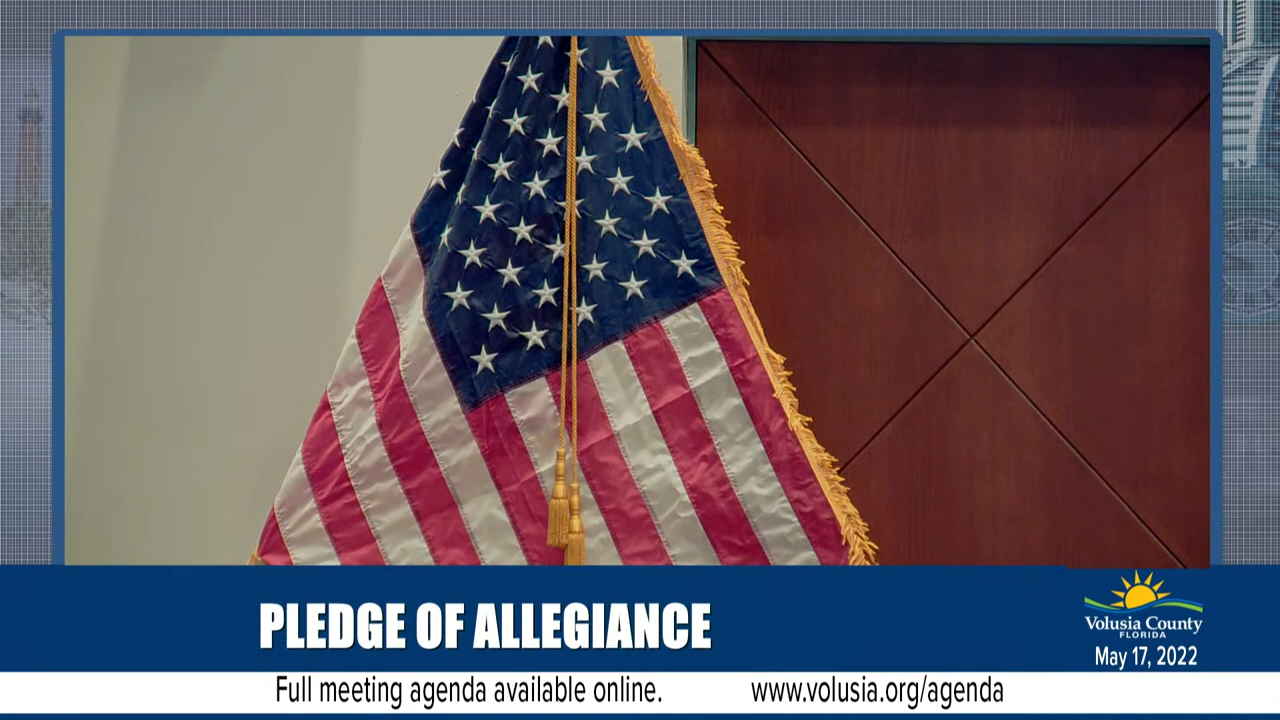 PLEDGE OF ALLEGIANCE
Volusia County
FLORIDA
May 17, 2022
Full meeting agenda available online. www.volusia.org/agenda